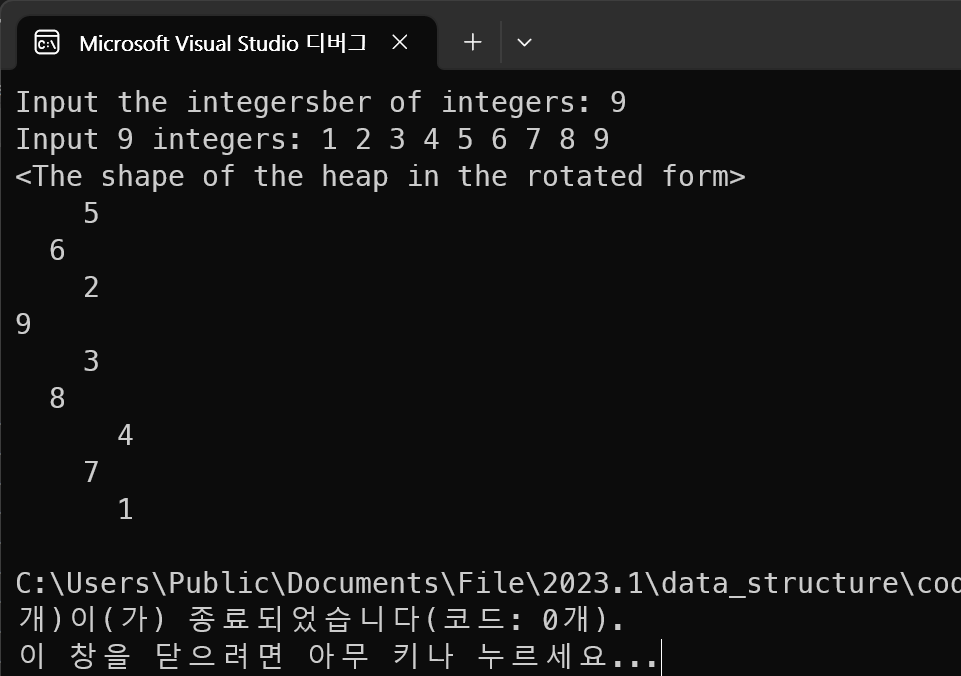 Microsoft Visual Studio 디버그
Input the integersber of integers: 9
Input 9 integers: 1 2 3 4 5 6 7 8 9
<The shape of the heap in the rotated form>
5
6
2
9
3
8
4
7
1
C:\Users\Public\Documents\File\2023.1\data_structure\cod
개)이(가) 종료되었습니다(코드: 0개).
이 창을 닫으려면 아무 키나 누르세요...